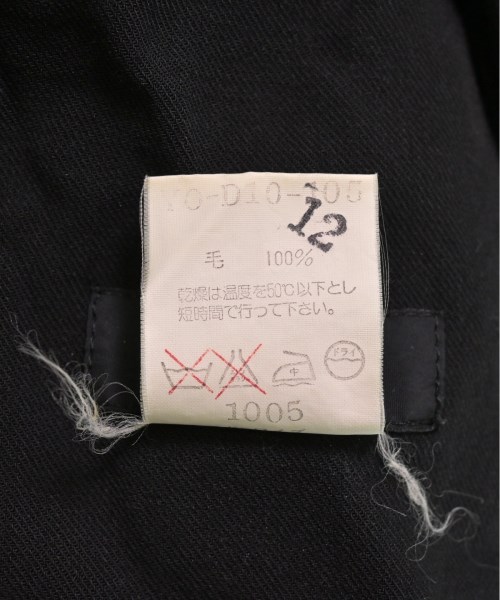 YO-D10-105
12
毛 100%
乾燥は温度を50℃以下とし
短時間で行って下さい。
中 ドライ
1005